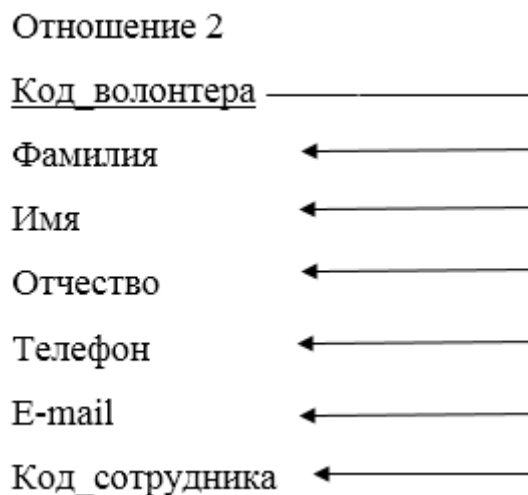 Отношение 2
Код_волонтера
Фамилия
Имя
Отчество
Телефон
E-mail
Код_сотрудника